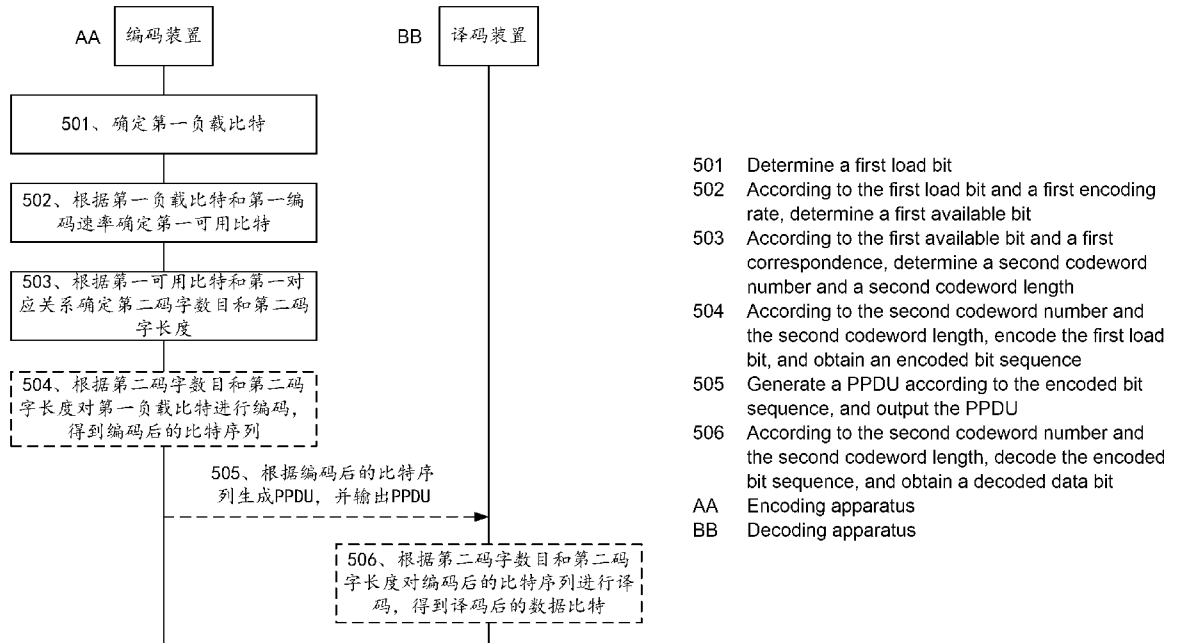 AA 编码装置
BB 译码装置
501、确定第一负载比特
502、根据第一负载比特和第一编
码速率确定第一可用比特
503、根据第一可用比特和第一对
应关系确定第二码字数目和第二码
字长度
504、根据第二码字数目和第二码
字长度对第一负载比特进行编码，
得到编码后的比特序列
505、根据编码后的比特序
列生成PPDU，并输出PPDU
506、根据第二码字数目和第二码
字长度对编码后的比特序列进行译
码，得到译码后的数据比特
501 Determine a first load bit
502 According to the first load bit and a first encoding
rate, determine a first available bit
503 According to the first available bit and a first
correspondence, determine a second codeword
number and a second codeword length
504 According to the second codeword number and
the second codeword length, encode the first load
bit, and obtain an encoded bit sequence
505 Generate a PPDU according to the encoded bit
sequence, and output the PPDU
506 According to the second codeword number and
the second codeword length, decode the encoded
bit sequence, and obtain a decoded data bit
AA Encoding apparatus
BB Decoding apparatus